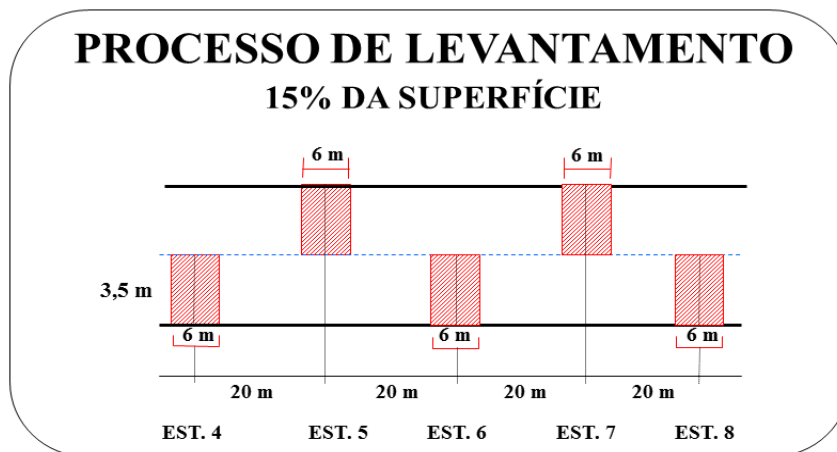 PROCESSO DE LEVANTAMENTO
15% DA SUPERFÍCIE
6 m 6 m
3,5 m
6 m 6 m 6 m
20 m 20 m 20 m 20 m
EST. 4 EST. 5 EST. 6 EST. 7 EST. 8